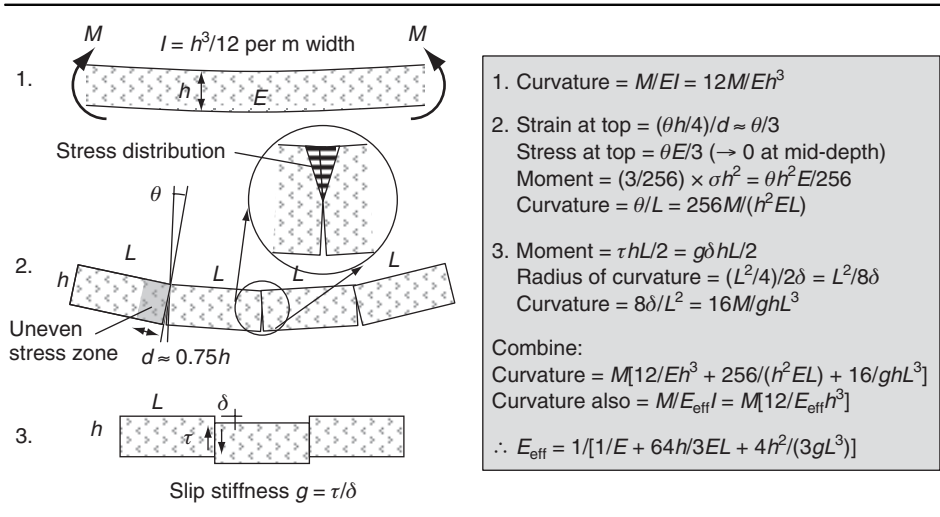 M
I = h³/12 per m width
M
1.
h
E
Stress distribution
θ
L
L
L
L
2.
h
Uneven
stress zone
d ≈ 0.75h
L
δ
3.
h
τ
Slip stiffness g = τ/δ
1. Curvature = M/EI = 12M/Eh³
2. Strain at top = (θh/4)/d ≈ θ/3
Stress at top = θE/3 (→ 0 at mid-depth)
Moment = (3/256) × σh² = θh²E/256
Curvature = θ/L = 256M/(h²EL)
3. Moment = τhL/2 = gδhL/2
Radius of curvature = (L²/4)/2δ = L²/8δ
Curvature = 8δ/L² = 16M/ghL³
Combine:
Curvature = M[12/Eh³ + 256/(h²EL) + 16/ghL³]
Curvature also = M/E_eff I = M[12/E_eff h³]
∴ E_eff = 1/[1/E + 64h/3EL + 4h²/(3gL³)]